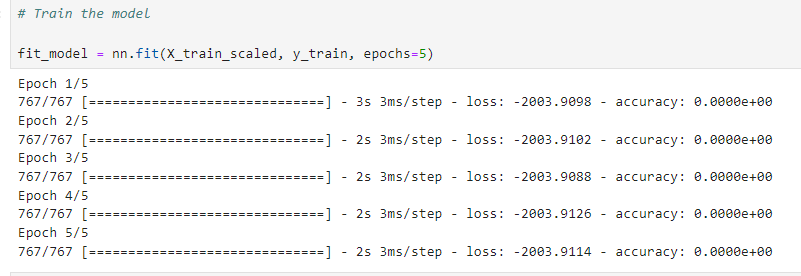 # Train the model
fit_model = nn.fit(X_train_scaled, y_train, epochs=5)
Epoch 1/5
767/767 [==============================] - 3s 3ms/step - loss: -2003.9098 - accuracy: 0.0000e+00
Epoch 2/5
767/767 [==============================] - 2s 3ms/step - loss: -2003.9102 - accuracy: 0.0000e+00
Epoch 3/5
767/767 [==============================] - 2s 3ms/step - loss: -2003.9088 - accuracy: 0.0000e+00
Epoch 4/5
767/767 [==============================] - 2s 3ms/step - loss: -2003.9126 - accuracy: 0.0000e+00
Epoch 5/5
767/767 [==============================] - 2s 3ms/step - loss: -2003.9114 - accuracy: 0.0000e+00